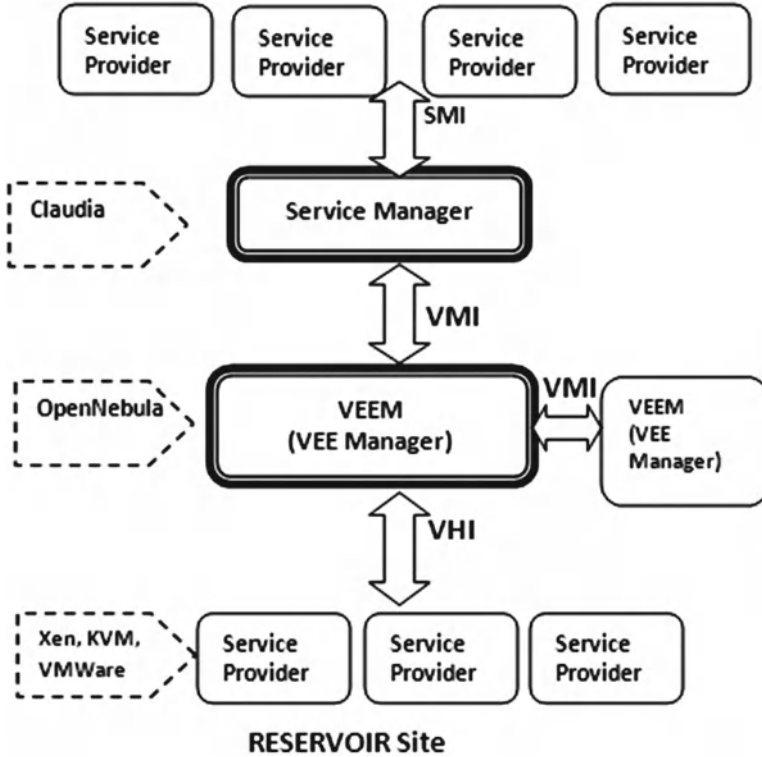 Service
Provider
Service
Provider
Service
Provider
Service
Provider
SMI
Claudia
Service Manager
VMI
OpenNebula
VEEM
(VEE Manager)
VMI
VEEM
(VEE
Manager)
VHI
Xen, KVM,
VMWare
Service
Provider
Service
Provider
Service
Provider
RESERVOIR Site